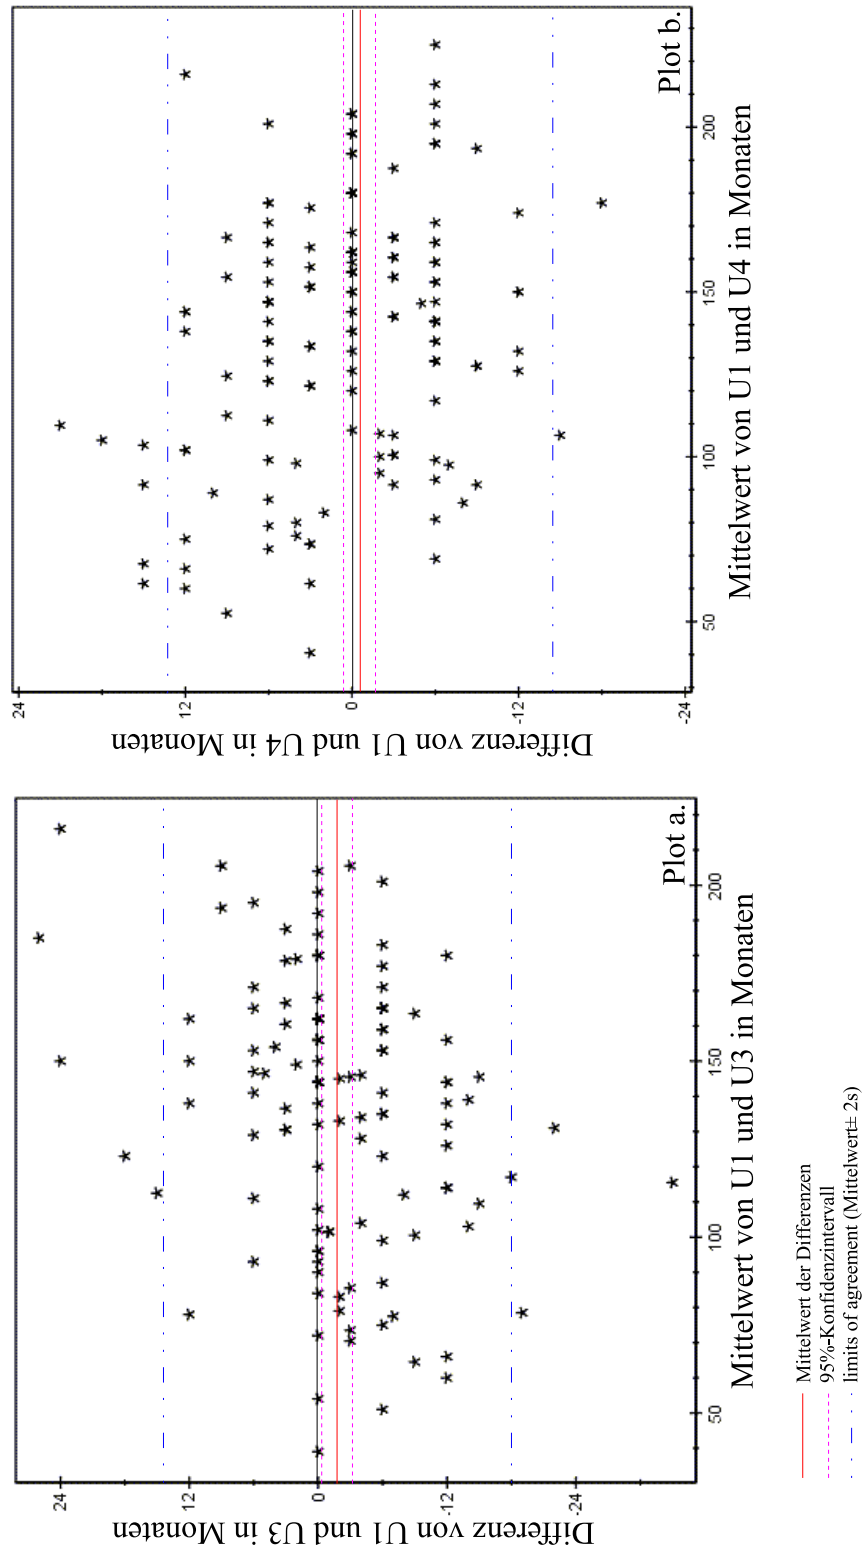 Plot a.
24
12
0
-12
-24
50
100
150
200
Differenz von U1 und U3 in Monaten
Mittelwert von U1 und U3 in Monaten
Plot b.
24
12
0
-12
-24
50
100
150
200
Differenz von U1 und U4 in Monaten
Mittelwert von U1 und U4 in Monaten
Mittelwert der Differenzen
95%-Konfidenzintervall
limits of agreement (Mittelwert± 2s)